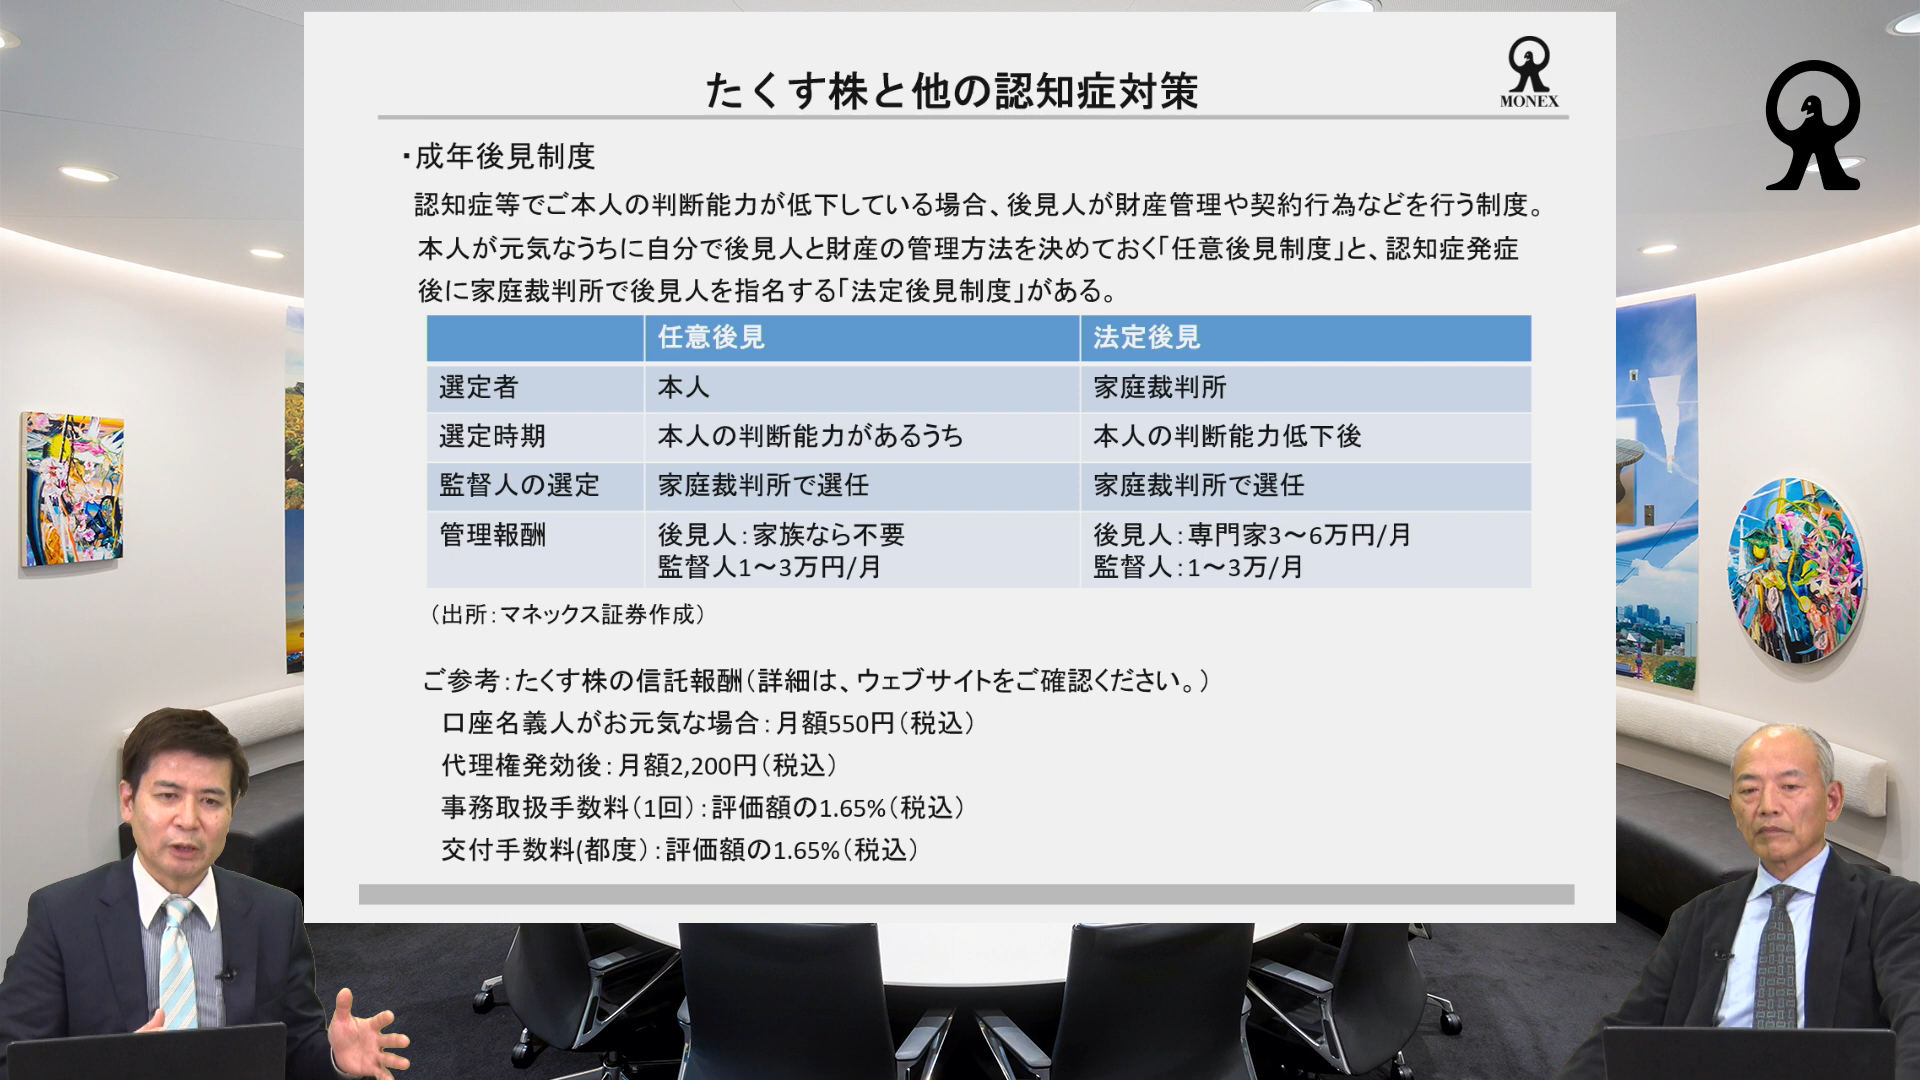 たくす株と他の認知症対策
MONEX
・成年後見制度
認知症等でご本人の判断能力が低下している場合、後見人が財産管理や契約行為などを行う制度。
本人が元気なうちに自分で後見人と財産の管理方法を決めておく「任意後見制度」と、認知症発症
後に家庭裁判所で後見人を指名する「法定後見制度」がある。
任意後見 法定後見
選定者 本人 家庭裁判所
選定時期 本人の判断能力があるうち 本人の判断能力低下後
監督人の選定 家庭裁判所で選任 家庭裁判所で選任
管理報酬 後見人：家族なら不要 後見人：専門家3～6万円/月
監督人1～3万円/月 監督人：1～3万/月
（出所：マネックス証券作成）
ご参考：たくす株の信託報酬（詳細は、ウェブサイトをご確認ください。）
口座名義人がお元気な場合：月額550円（税込）
代理権発効後：月額2,200円（税込）
事務取扱手数料（1回）：評価額の1.65%（税込）
交付手数料(都度）：評価額の1.65%（税込）